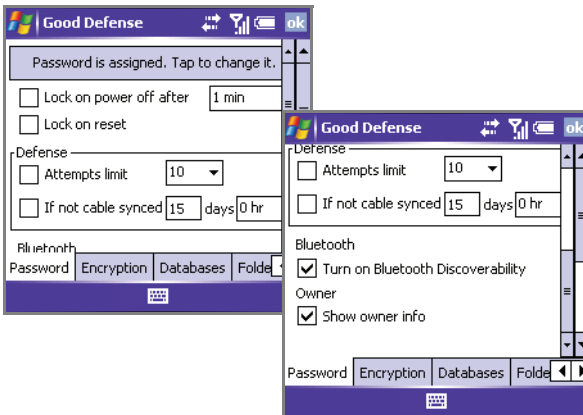 Good Defense
ok
Password is assigned. Tap to change it.
Lock on power off after 1 min
Lock on reset
Defense
Attempts limit 10
If not cable synced 15 days 0 hr
Bluetooth
Password Encryption Databases Folde
Good Defense
ok
Defense
Attempts limit 10
If not cable synced 15 days 0 hr
Bluetooth
Turn on Bluetooth Discoverability
Owner
Show owner info
Password Encryption Databases Folde